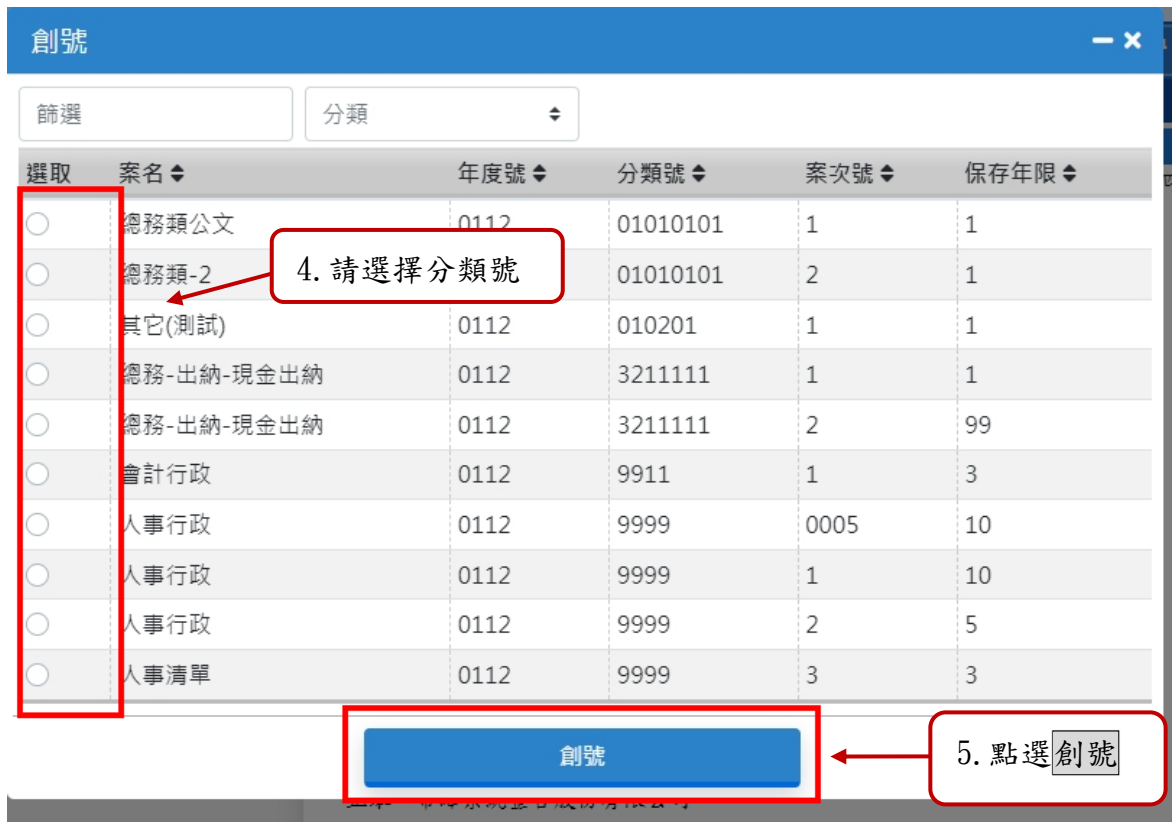 創號
篩選 分類
選取 案名 年度號 分類號 案次號 保存年限
總務類公文 0112 01010101 1 1
總務類-2 01010101 2 1
4.請選擇分類號
其它(測試) 0112 010201 1 1
總務-出納-現金出納 0112 3211111 1 1
總務-出納-現金出納 0112 3211111 2 99
會計行政 0112 9911 1 3
人事行政 0112 9999 0005 10
人事行政 0112 9999 1 10
人事行政 0112 9999 2 5
人事清單 0112 9999 3 3
創號
5.點選創號